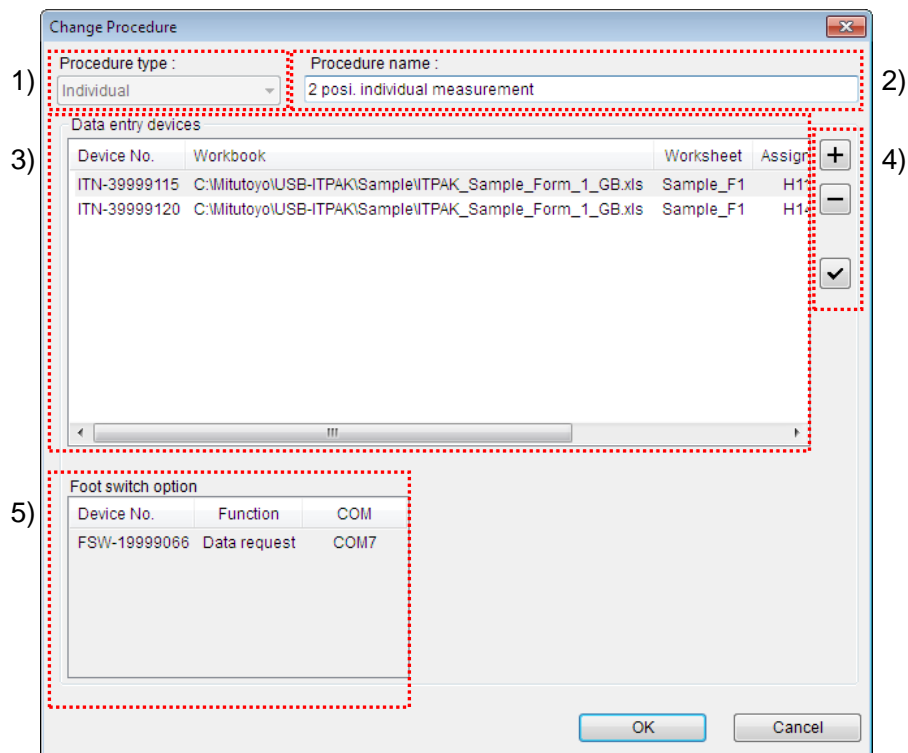 Change Procedure
1)
Procedure type :
Individual
Procedure name :
2 posi. individual measurement
2)
3)
Data entry devices
Device No. Workbook Worksheet Assign
ITN-39999115 C:\Mitutoyo\USB-ITPAK\Sample\ITPAK_Sample_Form_1_GB.xls Sample_F1
ITN-39999120 C:\Mitutoyo\USB-ITPAK\Sample\ITPAK_Sample_Form_1_GB.xls Sample_F1
4)
5)
Foot switch option
Device No. Function COM
FSW-19999066 Data request COM7
OK Cancel